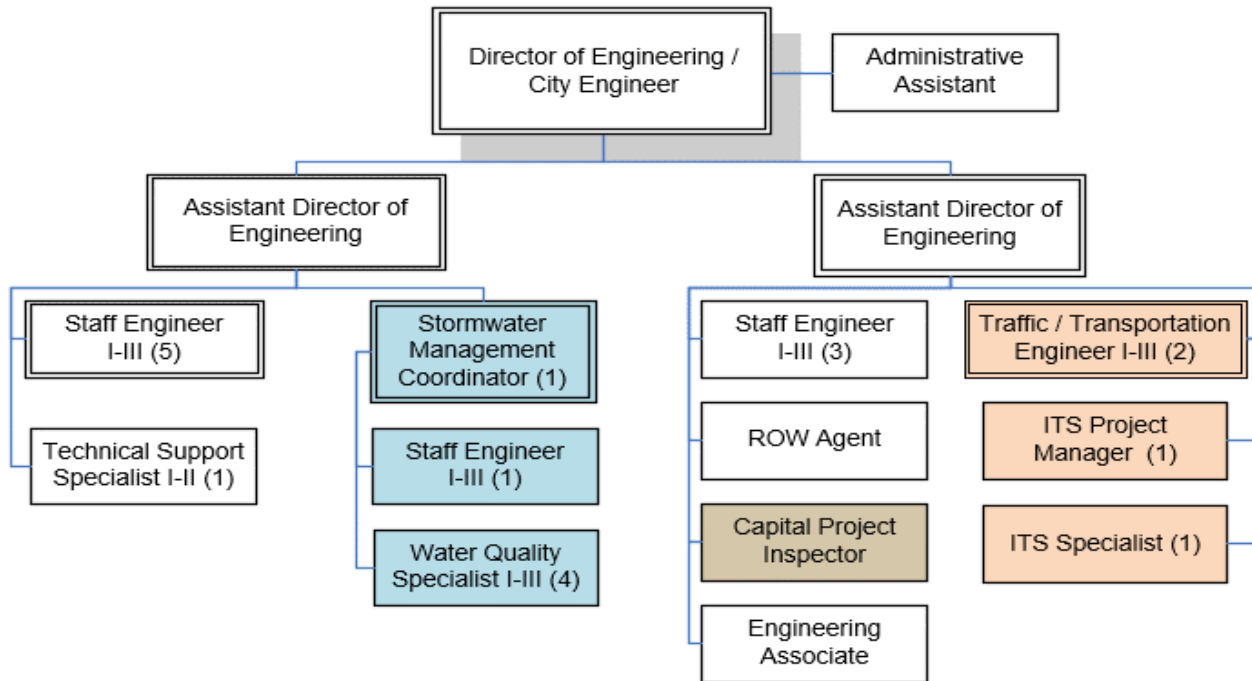 Director of Engineering /
City Engineer
Administrative
Assistant
Assistant Director of
Engineering
Assistant Director of
Engineering
Staff Engineer
I-III (5)
Technical Support
Specialist I-II (1)
Stormwater
Management
Coordinator (1)
Staff Engineer
I-III (1)
Water Quality
Specialist I-III (4)
Staff Engineer
I-III (3)
ROW Agent
Capital Project
Inspector
Engineering
Associate
Traffic / Transportation
Engineer I-III (2)
ITS Project
Manager (1)
ITS Specialist (1)